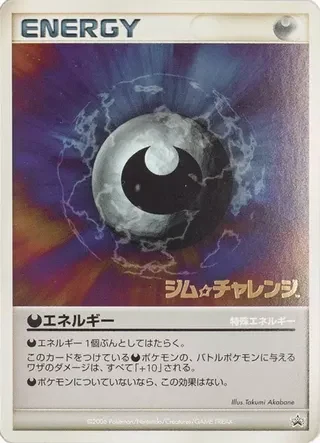 ENERGY
ジム☆チャレンジ
エネルギー 特殊エネルギー
エネルギー1個ぶんとしてはたらく。
このカードをつけているポケモンの、バトルポケモンに与える
ワザのダメージは、すべて「+10」される。
ポケモンについていないなら、この効果はない。
Illus. Takumi Akabane
©2006 Pokémon/Nintendo/Creatures/GAME FREAK.